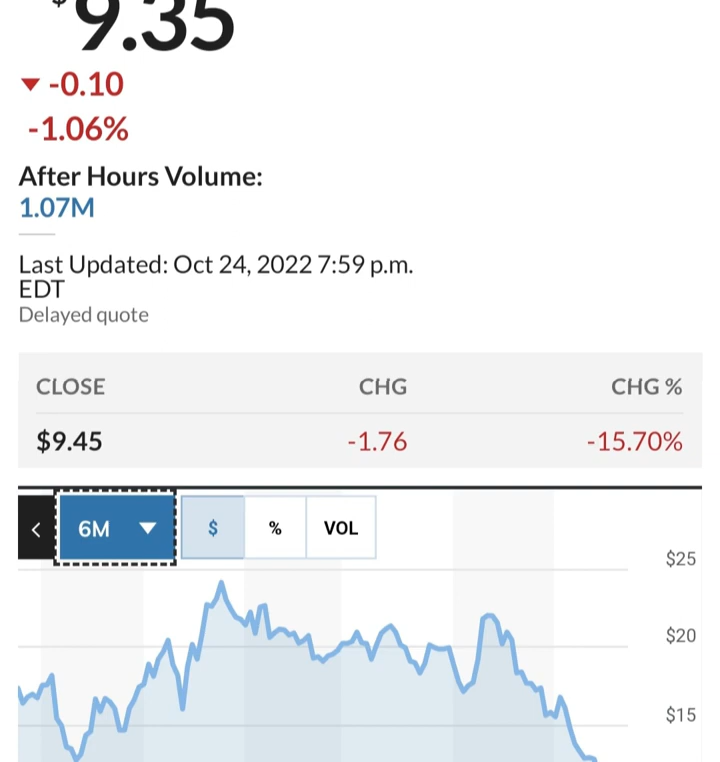 $9.35
-0.10
-1.06%
After Hours Volume:
1.07M
Last Updated: Oct 24, 2022 7:59 p.m.
EDT
Delayed quote
CLOSE CHG CHG %
$9.45 -1.76 -15.70%
6M $ % VOL
$25
$20
$15